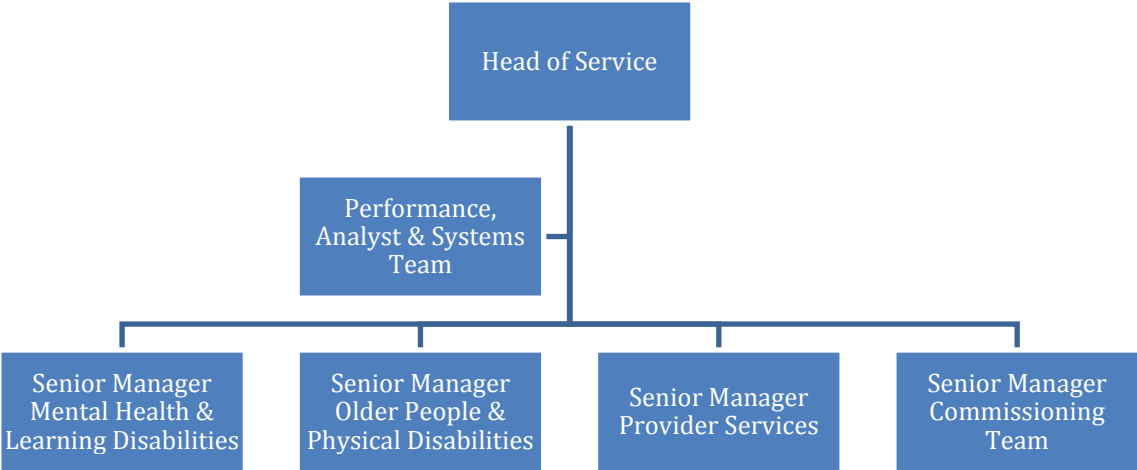 Head of Service
Performance,
Analyst & Systems
Team
Senior Manager
Mental Health &
Learning Disabilities
Senior Manager
Older People &
Physical Disabilities
Senior Manager
Provider Services
Senior Manager
Commissioning
Team